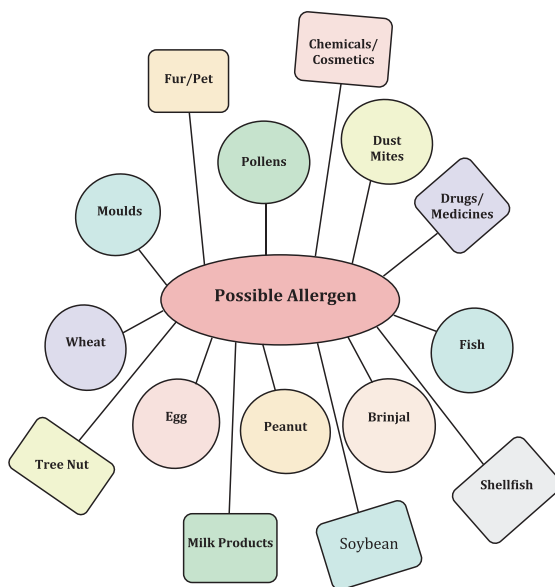 Chemicals/
Cosmetics
Fur/Pet
Dust
Mites
Pollens
Drugs/
Medicines
Moulds
Possible Allergen
Wheat
Fish
Egg
Peanut
Brinjal
Tree Nut
Shellfish
Milk Products
Soybean